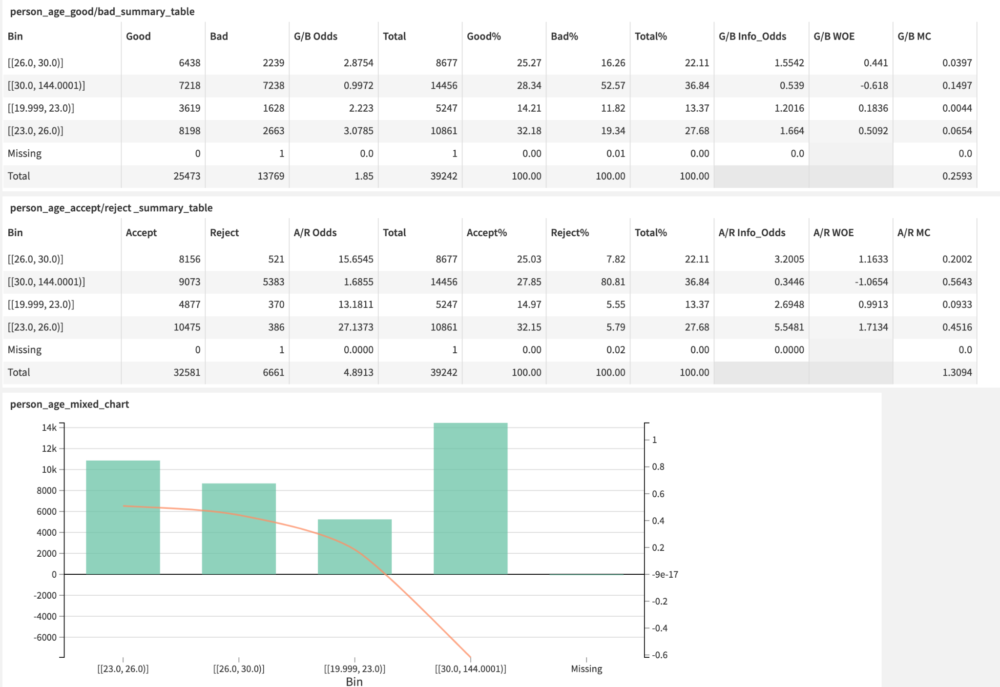 person_age_good/bad_summary_table
Bin Good Bad G/B Odds Total Good% Bad% Total% G/B Info_Odds G/B WOE G/B MC
[[26.0, 30.0)] 6438 2239 2.8754 8677 25.27 16.26 22.11 1.5542 0.441 0.0397
[[30.0, 144.0001)] 7218 7238 0.9972 14456 28.34 52.57 36.84 0.539 -0.618 0.1497
[[19.999, 23.0)] 3619 1628 2.223 5247 14.21 11.82 13.37 1.2016 0.1836 0.0044
[[23.0, 26.0)] 8198 2663 3.0785 10861 32.18 19.34 27.68 1.664 0.5092 0.0654
Missing 0 1 0.0 1 0.00 0.01 0.00 0.0 0.0
Total 25473 13769 1.85 39242 100.00 100.00 100.00 0.2593
person_age_accept/reject _summary_table
Bin Accept Reject A/R Odds Total Accept% Reject% Total% A/R Info_Odds A/R WOE A/R MC
[[26.0, 30.0)] 8156 521 15.6545 8677 25.03 7.82 22.11 3.2005 1.1633 0.2002
[[30.0, 144.0001)] 9073 5383 1.6855 14456 27.85 80.81 36.84 0.3446 -1.0654 0.5643
[[19.999, 23.0)] 4877 370 13.1811 5247 14.97 5.55 13.37 2.6948 0.9913 0.0933
[[23.0, 26.0)] 10475 386 27.1373 10861 32.15 5.79 27.68 5.5481 1.7134 0.4516
Missing 0 1 0.0000 1 0.00 0.02 0.00 0.0000 0.0
Total 32581 6661 4.8913 39242 100.00 100.00 100.00 1.3094
person_age_mixed_chart
14k
12k
10k
8000
6000
4000
2000
0
-2000
-4000
-6000
1
0.8
0.6
0.4
0.2
-9e-17
-0.2
-0.4
-0.6
[[23.0, 26.0)] [[26.0, 30.0)] [[19.999, 23.0)] [[30.0, 144.0001)] Missing
Bin